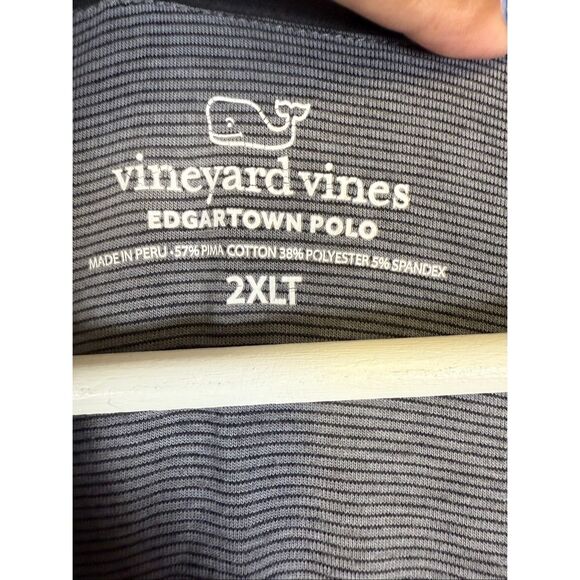 vineyard vines
EDGARTOWN POLO
MADE IN PERU · 57% PIMA COTTON 38% POLYESTER 5% SPANDEX
2XLT